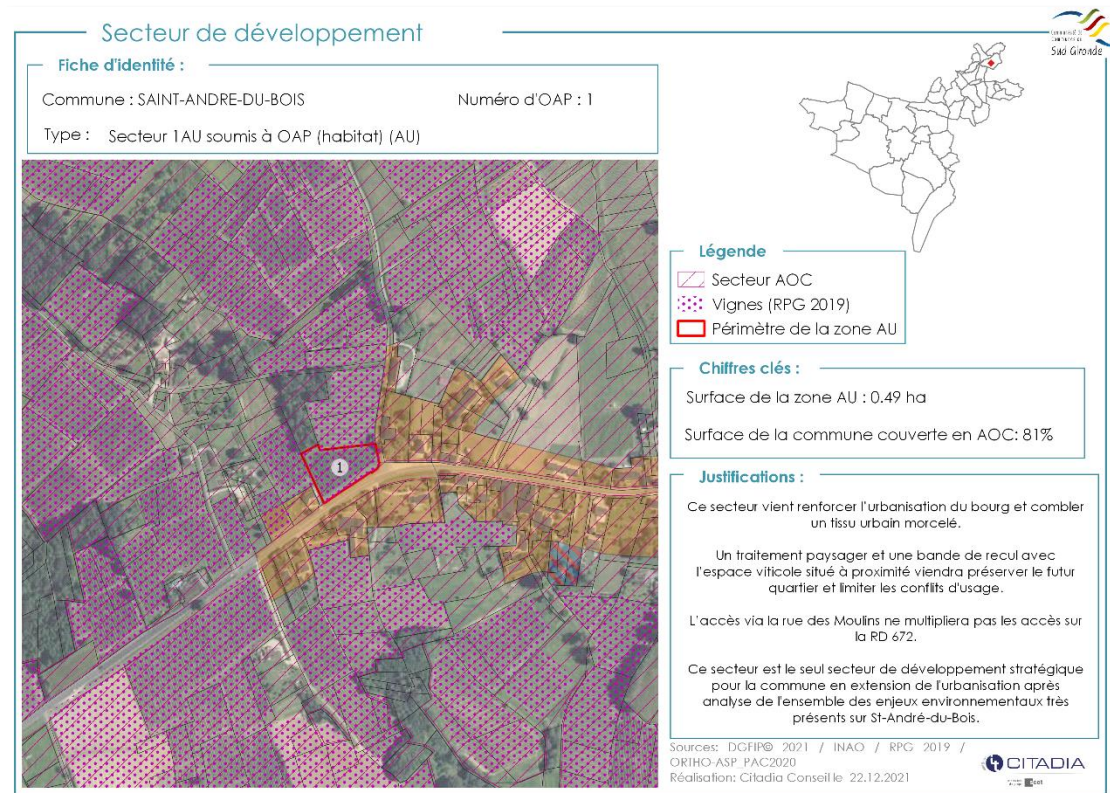 Secteur de développement
Sud Gironde
Fiche d'identité :
Commune : SAINT-ANDRE-DU-BOIS Numéro d'OAP : 1
Type : Secteur 1AU soumis à OAP (habitat) (AU)
1
Légende
Secteur AOC
Vignes (RPG 2019)
Périmètre de la zone AU
Chiffres clés :
Surface de la zone AU : 0.49 ha
Surface de la commune couverte en AOC: 81%
Justifications :
Ce secteur vient renforcer l'urbanisation du bourg et combler
un tissu urbain morcelé.
Un traitement paysager et une bande de recul avec
l'espace viticole situé à proximité viendra préserver le futur
quartier et limiter les conflits d'usage.
L'accès via la rue des Moulins ne multipliera pas les accès sur
la RD 672.
Ce secteur est le seul secteur de développement stratégique
pour la commune en extension de l'urbanisation après
analyse de l'ensemble des enjeux environnementaux très
présents sur St-André-du-Bois.
Sources: DGFIP© 2021 / INAO / RPG 2019 /
ORTHO-ASP_PAC2020
Réalisation: Citadia Conseil le 22.12.2021
CITADIA